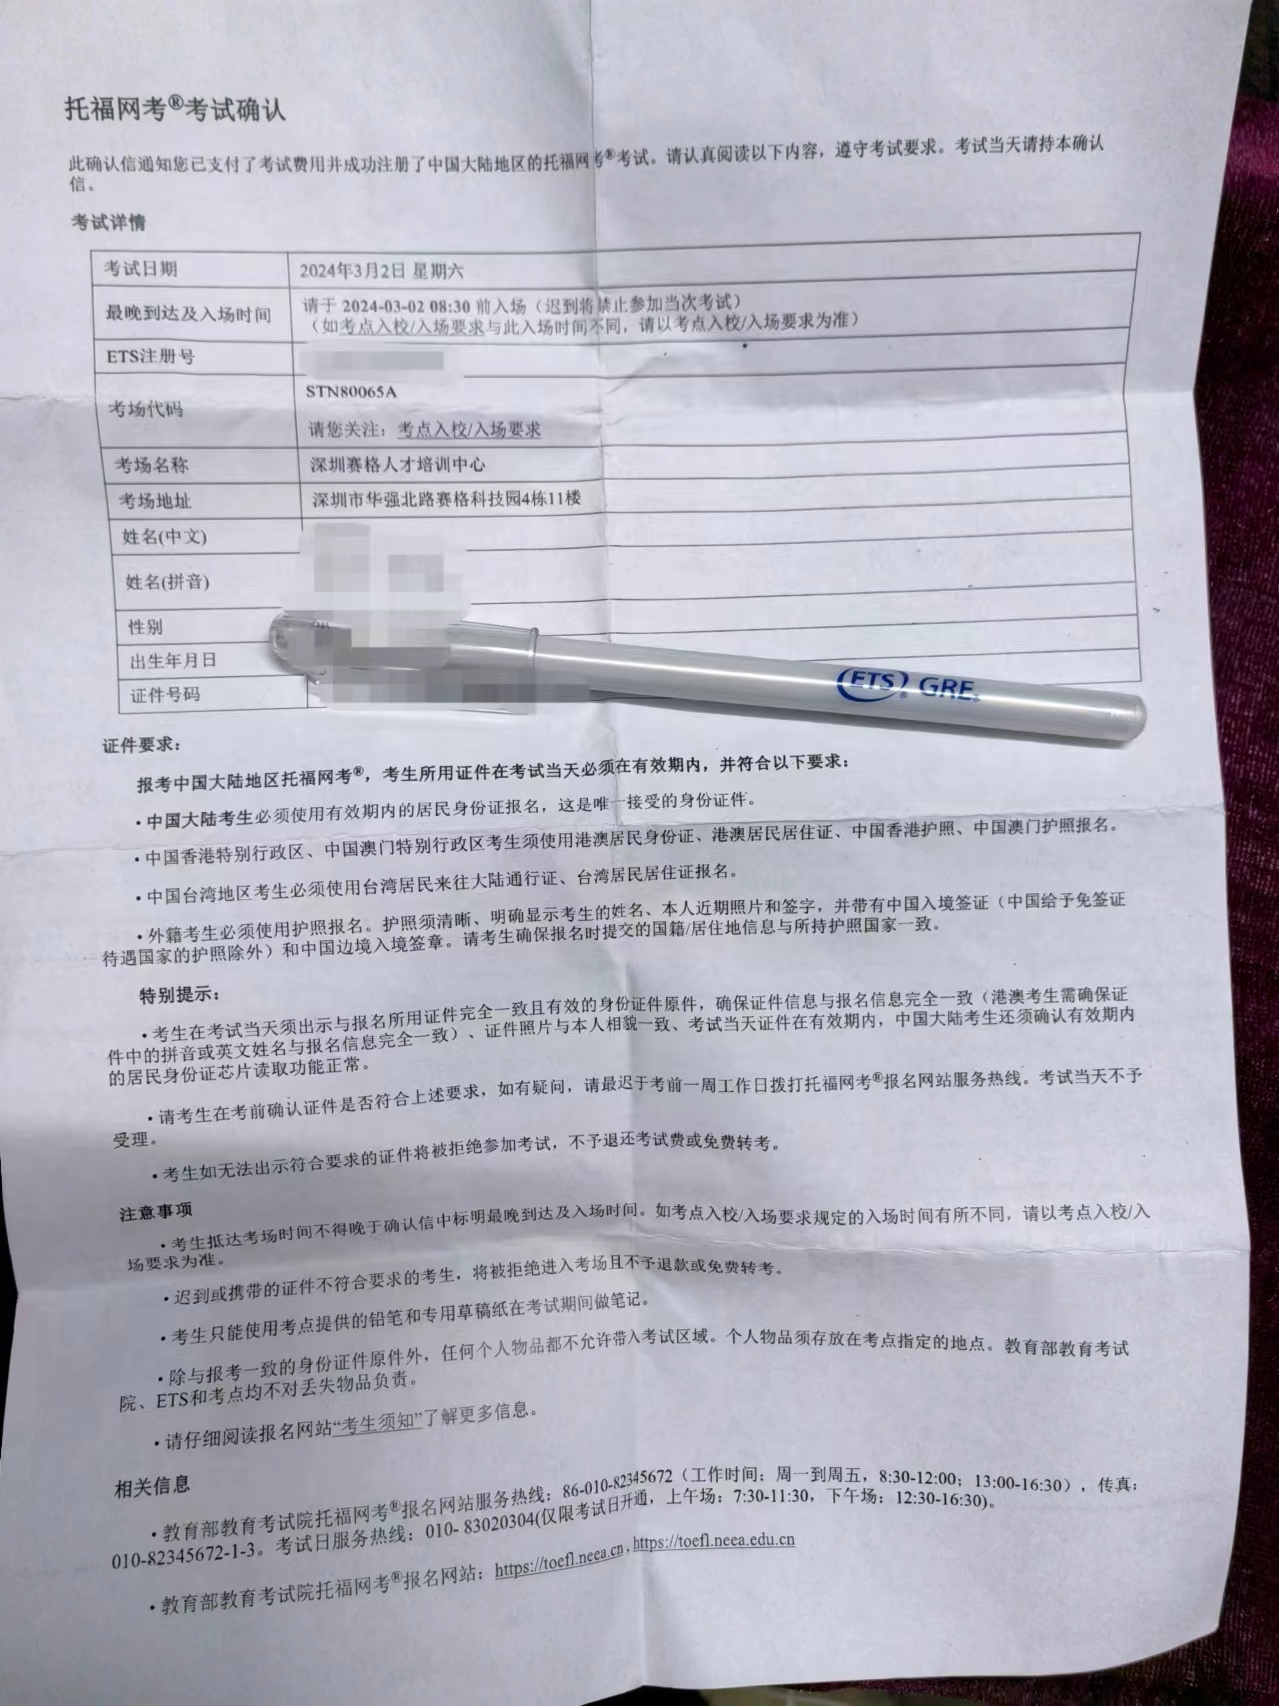 托福网考®考试确认
此确认信通知您已支付了考试费用并成功注册了中国大陆地区的托福网考®考试。请认真阅读以下内容，遵守考试要求。考试当天请持本确认
信。
考试详情
考试日期 2024年3月2日 星期六
最晚到达及入场时间 请于 2024-03-02 08:30 前入场（迟到将禁止参加当次考试）
（如考点入校/入场要求与此入场时间不同，请以考点入校/入场要求为准）
ETS注册号
考场代码 STN80065A
请您关注：考点入校/入场要求
考场名称 深圳赛格人才培训中心
考场地址 深圳市华强北路赛格科技园4栋11楼
姓名(中文)
姓名(拼音)
性别
出生年月日
证件号码
ETS® GRE®
证件要求：
报考中国大陆地区托福网考®，考生所用证件在考试当天必须在有效期内，并符合以下要求：
·中国大陆考生必须使用有效期内的居民身份证报名，这是唯一接受的身份证件。
·中国香港特别行政区、中国澳门特别行政区考生须使用港澳居民身份证、港澳居民居住证、中国香港护照、中国澳门护照报名。
·中国台湾地区考生必须使用台湾居民来往大陆通行证、台湾居民居住证报名。
·外籍考生必须使用护照报名。护照须清晰、明确显示考生的姓名、本人近期照片和签字，并带有中国入境签证（中国给予免签证
待遇国家的护照除外）和中国边境入境签章。请考生确保报名时提交的国籍/居住地信息与所持护照国家一致。
特别提示：
·考生在考试当天须出示与报名所用证件完全一致且有效的身份证件原件，确保证件信息与报名信息完全一致（港澳考生需确保证
件中的拼音或英文姓名与报名信息完全一致）、证件照片与本人相貌一致、考试当天证件在有效期内，中国大陆考生还须确认有效期内
的居民身份证芯片读取功能正常。
·请考生在考前确认证件是否符合上述要求，如有疑问，请最迟于考前一周工作日拨打托福网考®报名网站服务热线。考试当天不予
受理。
·考生如无法出示符合要求的证件将被拒绝参加考试，不予退还考试费或免费转考。
注意事项
·考生抵达考场时间不得晚于确认信中标明最晚到达及入场时间。如考点入校/入场要求规定的入场时间有所不同，请以考点入校/入
场要求为准。
·迟到或携带的证件不符合要求的考生，将被拒绝进入考场且不予退款或免费转考。
·考生只能使用考点提供的铅笔和专用草稿纸在考试期间做笔记。
·除与报考一致的身份证件原件外，任何个人物品都不允许带入考试区域。个人物品须存放在考点指定的地点。教育部教育考试
院、ETS和考点均不对丢失物品负责。
·请仔细阅读报名网站“考生须知”了解更多信息。
相关信息
·教育部教育考试院托福网考®报名网站服务热线：86-010-82345672（工作时间：周一到周五，8:30-12:00；13:00-16:30），传真：
010-82345672-1-3。考试日服务热线：010- 83020304(仅限考试日开通，上午场：7:30-11:30，下午场：12:30-16:30)。
·教育部教育考试院托福网考®报名网站：https://toefl.neea.cn，https://toefl.neea.edu.cn